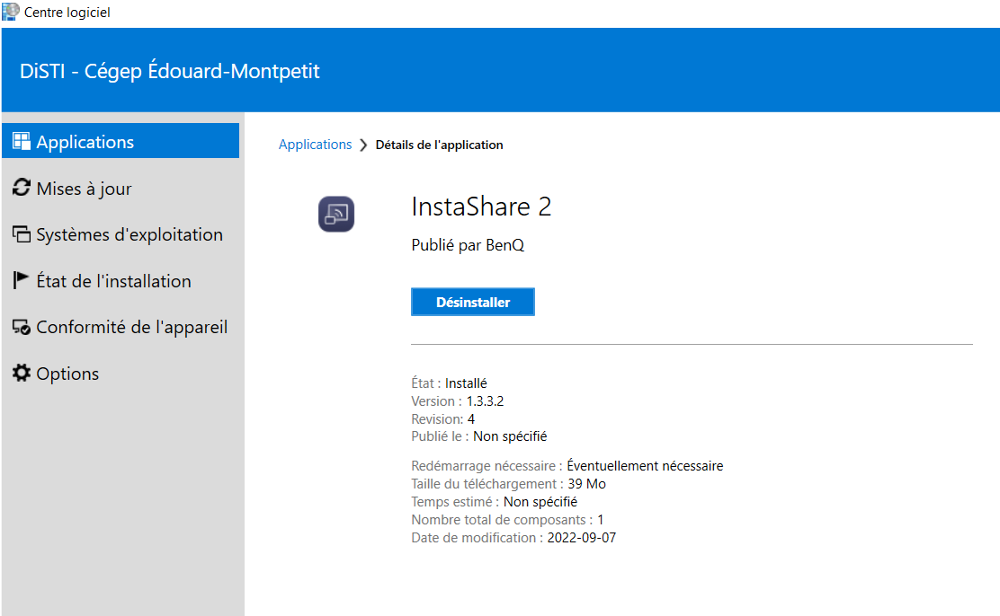 Centre logiciel
DiSTI - Cégep Édouard-Montpetit
Applications
Mises à jour
Systèmes d'exploitation
État de l'installation
Conformité de l'appareil
Options
Applications > Détails de l'application
InstaShare 2
Publié par BenQ
Désinstaller
État : Installé
Version : 1.3.3.2
Revision: 4
Publié le : Non spécifié
Redémarrage nécessaire : Éventuellement nécessaire
Taille du téléchargement : 39 Mo
Temps estimé : Non spécifié
Nombre total de composants : 1
Date de modification : 2022-09-07